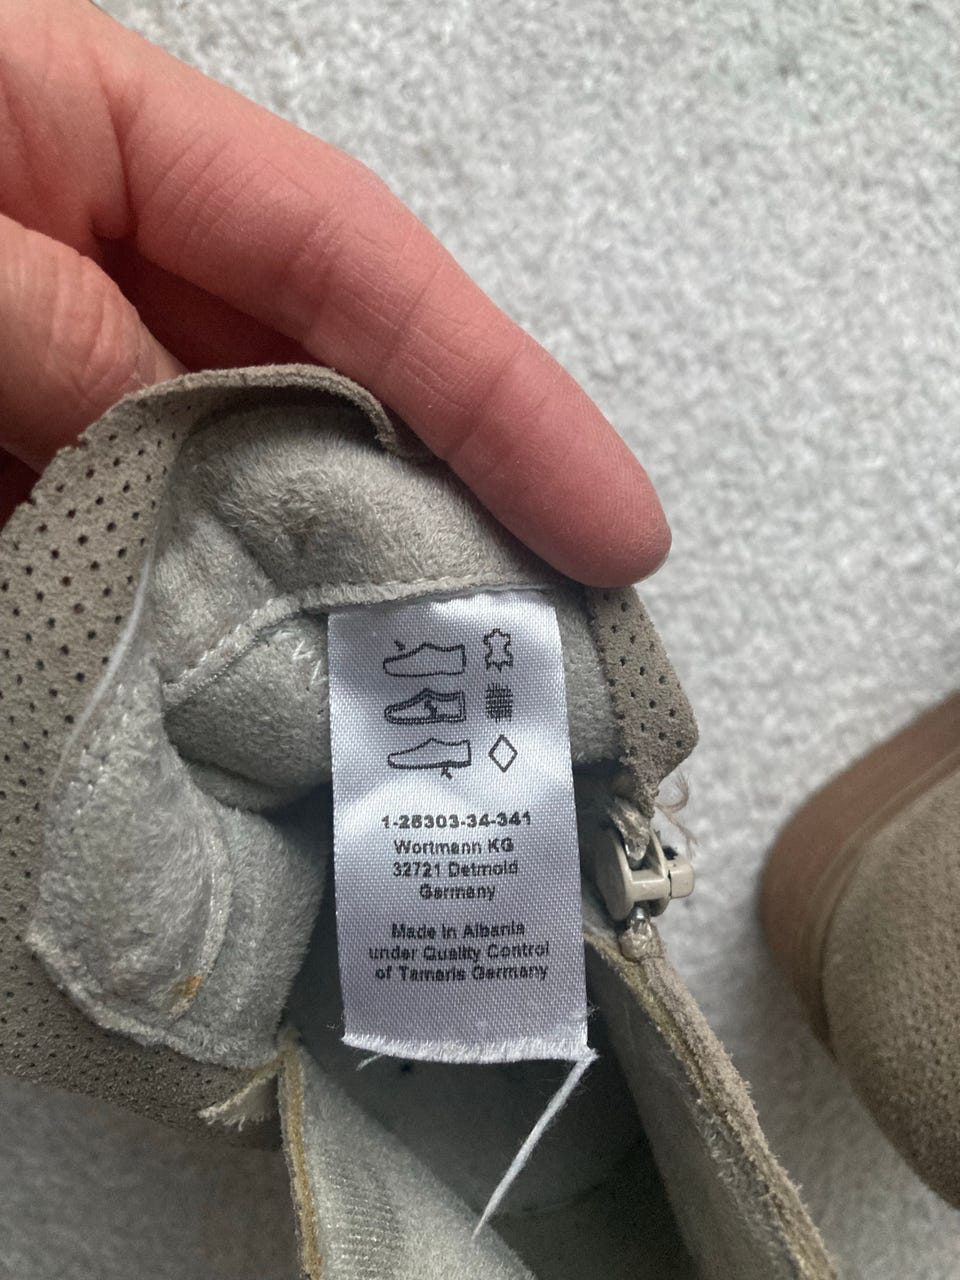 1-25303-34-341
Wortmann KG
32721 Detmold
Germany
Made in Albania
under Quality Control
of Tamaris Germany